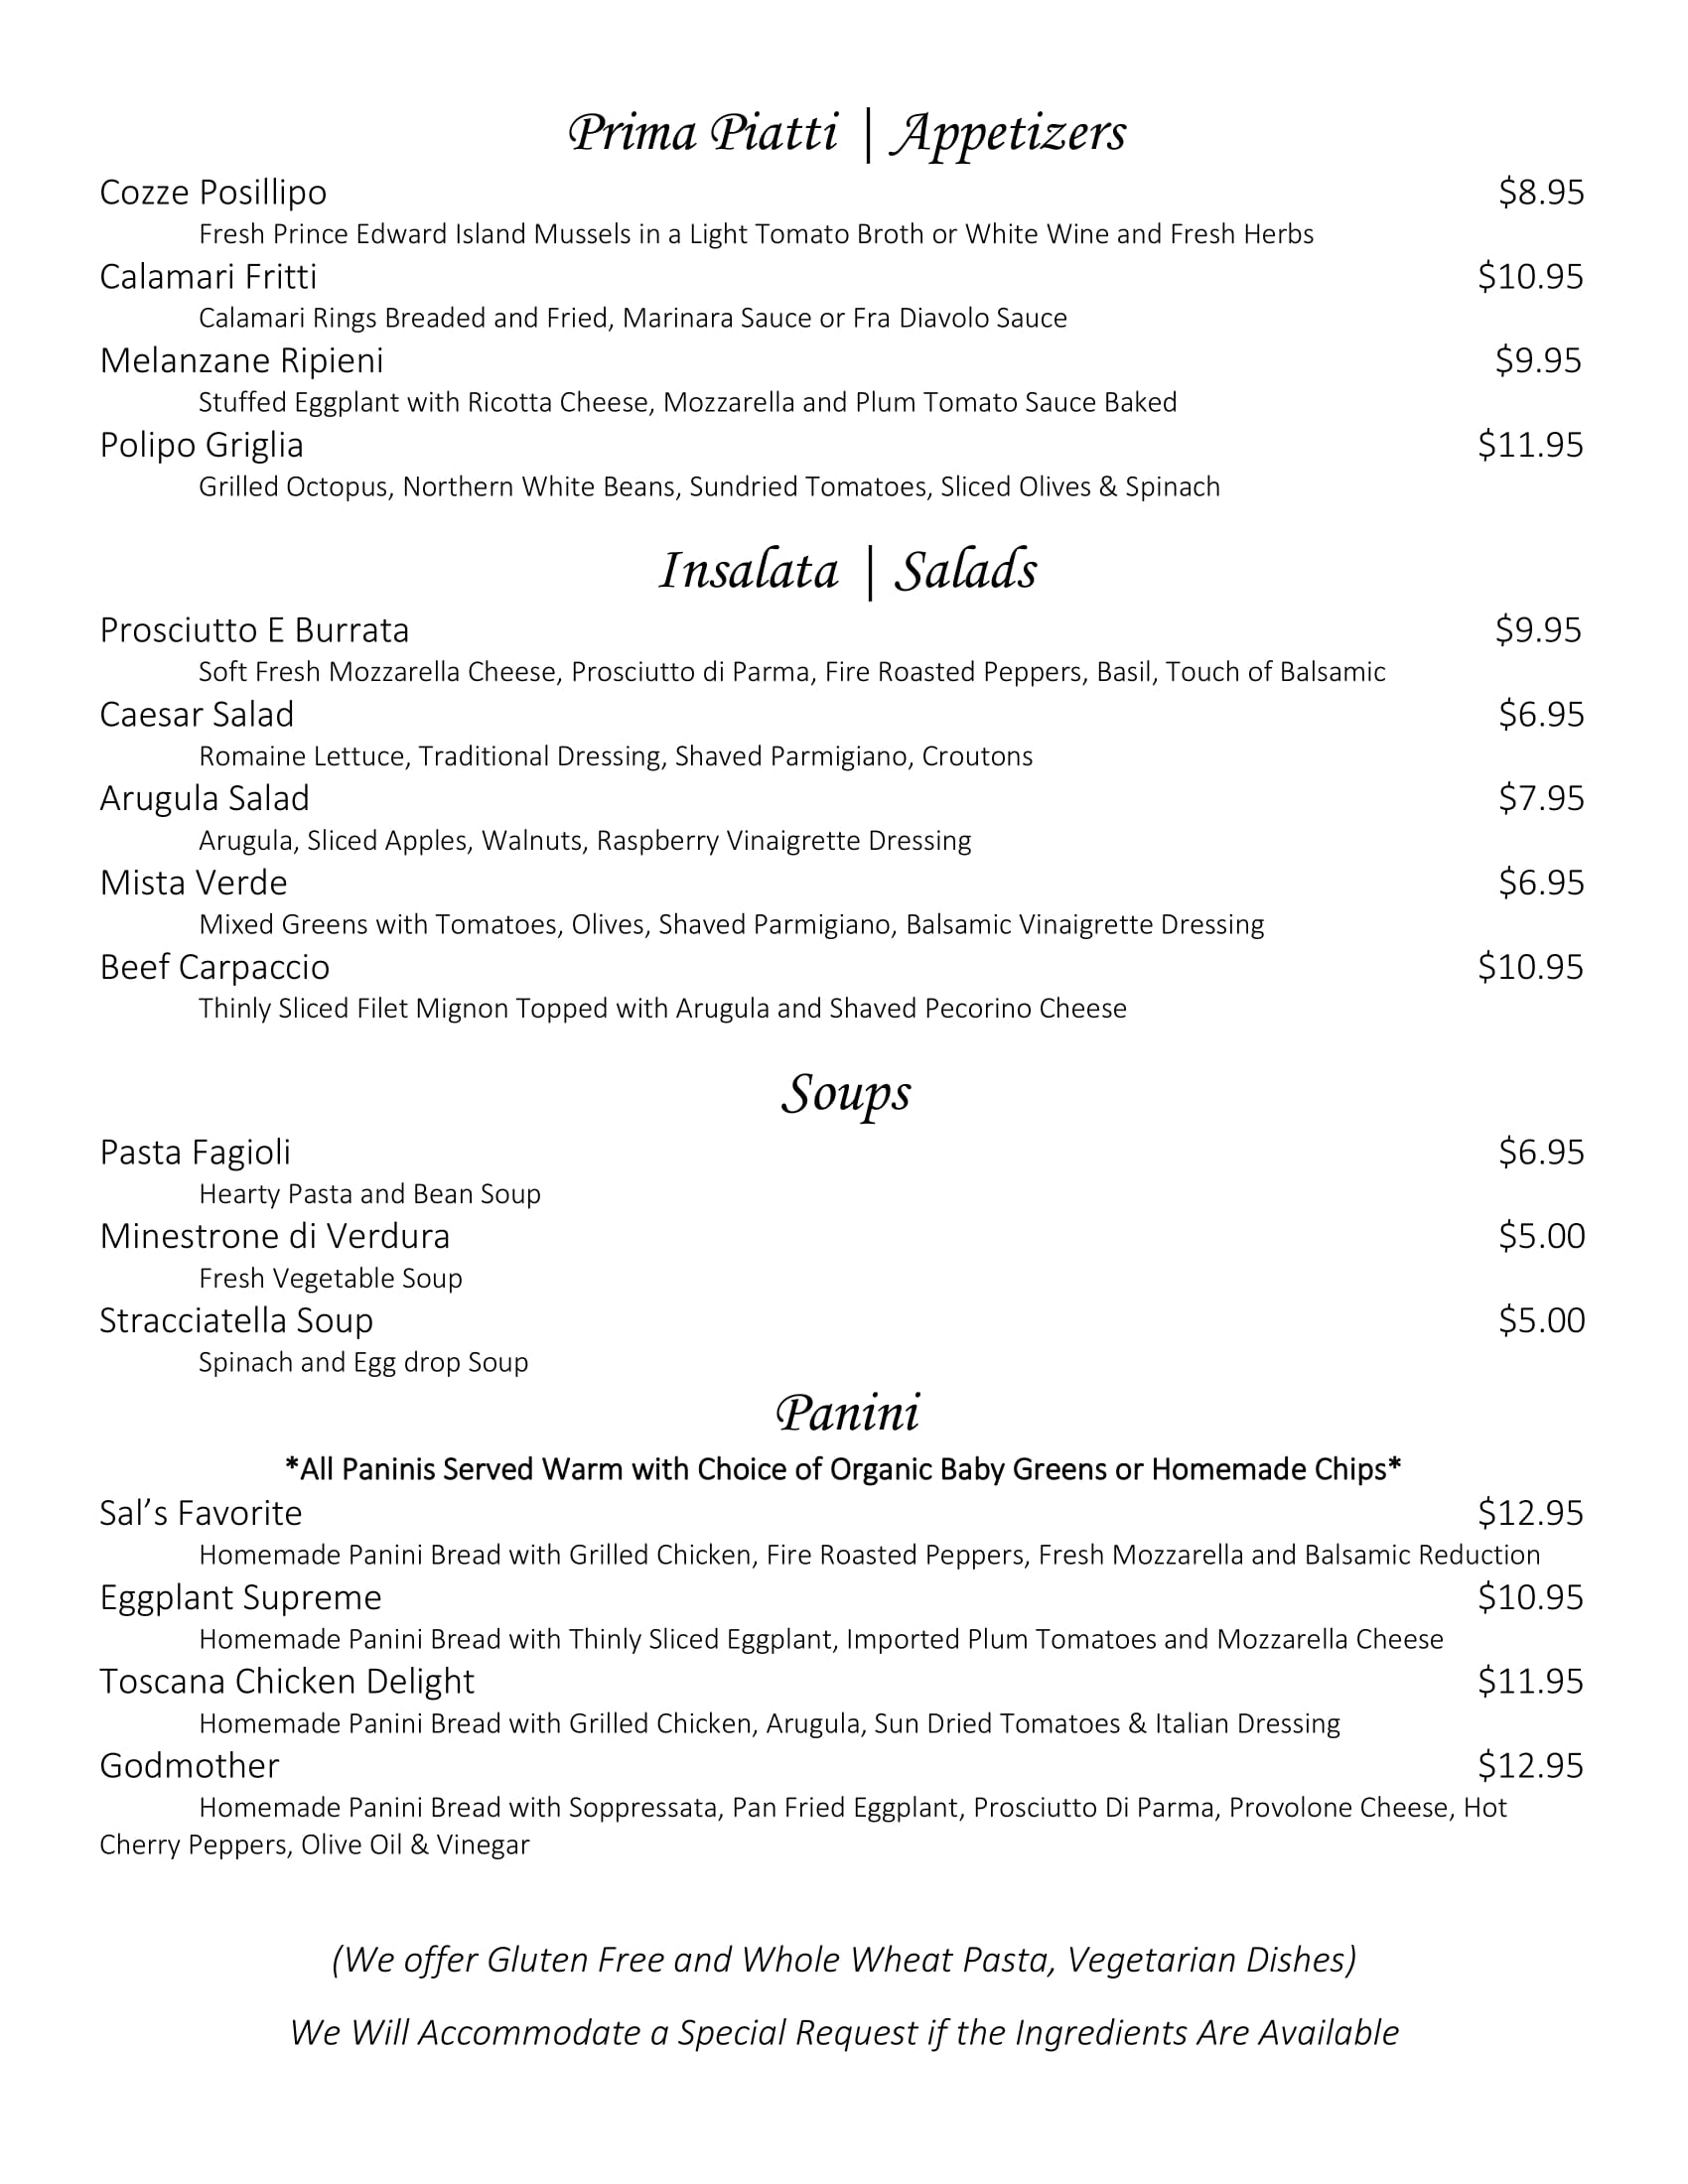 Prima Piatti | Appetizers
Cozze Posillipo $8.95
Fresh Prince Edward Island Mussels in a Light Tomato Broth or White Wine and Fresh Herbs
Calamari Fritti $10.95
Calamari Rings Breaded and Fried, Marinara Sauce or Fra Diavolo Sauce
Melanzane Ripieni $9.95
Stuffed Eggplant with Ricotta Cheese, Mozzarella and Plum Tomato Sauce Baked
Polipo Griglia $11.95
Grilled Octopus, Northern White Beans, Sundried Tomatoes, Sliced Olives & Spinach
Insalata | Salads
Prosciutto E Burrata $9.95
Soft Fresh Mozzarella Cheese, Prosciutto di Parma, Fire Roasted Peppers, Basil, Touch of Balsamic
Caesar Salad $6.95
Romaine Lettuce, Traditional Dressing, Shaved Parmigiano, Croutons
Arugula Salad $7.95
Arugula, Sliced Apples, Walnuts, Raspberry Vinaigrette Dressing
Mista Verde $6.95
Mixed Greens with Tomatoes, Olives, Shaved Parmigiano, Balsamic Vinaigrette Dressing
Beef Carpaccio $10.95
Thinly Sliced Filet Mignon Topped with Arugula and Shaved Pecorino Cheese
Soups
Pasta Fagioli $6.95
Hearty Pasta and Bean Soup
Minestrone di Verdura $5.00
Fresh Vegetable Soup
Stracciatella Soup $5.00
Spinach and Egg drop Soup
Panini
*All Paninis Served Warm with Choice of Organic Baby Greens or Homemade Chips*
Sal’s Favorite $12.95
Homemade Panini Bread with Grilled Chicken, Fire Roasted Peppers, Fresh Mozzarella and Balsamic Reduction
Eggplant Supreme $10.95
Homemade Panini Bread with Thinly Sliced Eggplant, Imported Plum Tomatoes and Mozzarella Cheese
Toscana Chicken Delight $11.95
Homemade Panini Bread with Grilled Chicken, Arugula, Sun Dried Tomatoes & Italian Dressing
Godmother $12.95
Homemade Panini Bread with Soppressata, Pan Fried Eggplant, Prosciutto Di Parma, Provolone Cheese, Hot
Cherry Peppers, Olive Oil & Vinegar
(We offer Gluten Free and Whole Wheat Pasta, Vegetarian Dishes)
We Will Accommodate a Special Request if the Ingredients Are Available